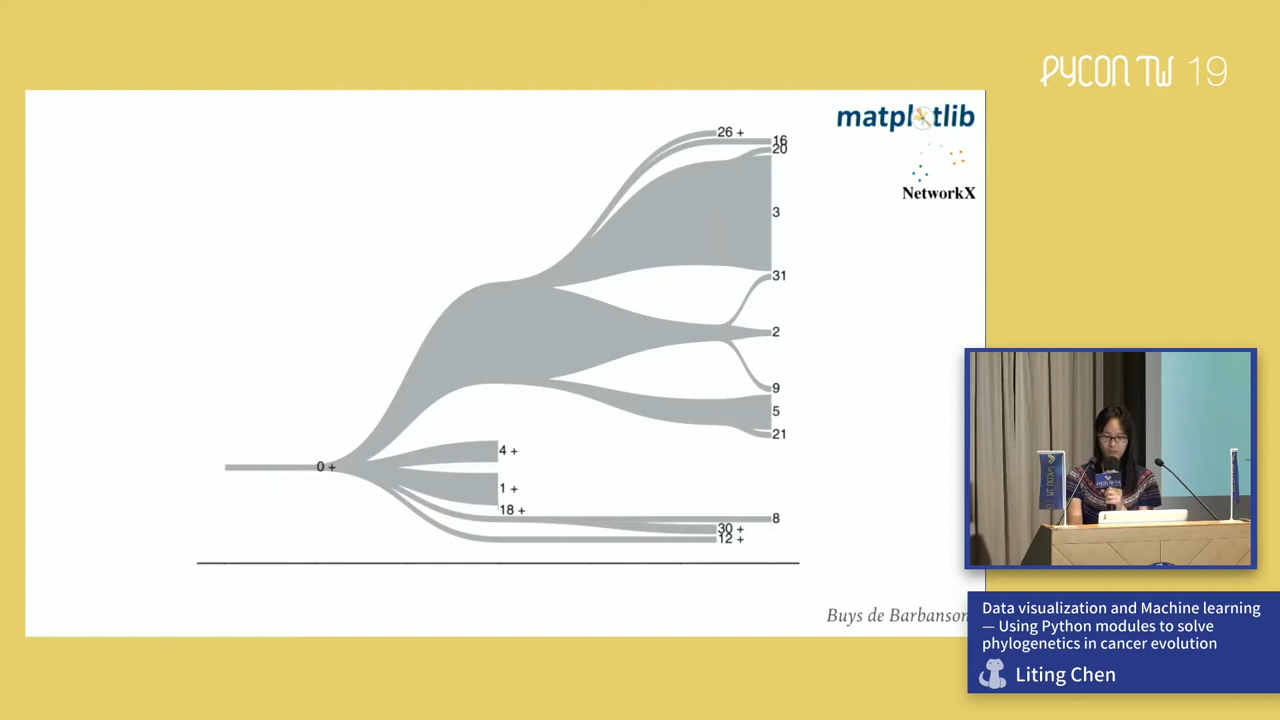 PYCON TW 19
matplotlib
NetworkX
26 +
16
20
3
31
2
9
5
21
0 +
4 +
1 +
18 +
8
30 +
12 +
Buys de Barbanson
Data visualization and Machine learning
— Using Python modules to solve
phylogenetics in cancer evolution
Liting Chen